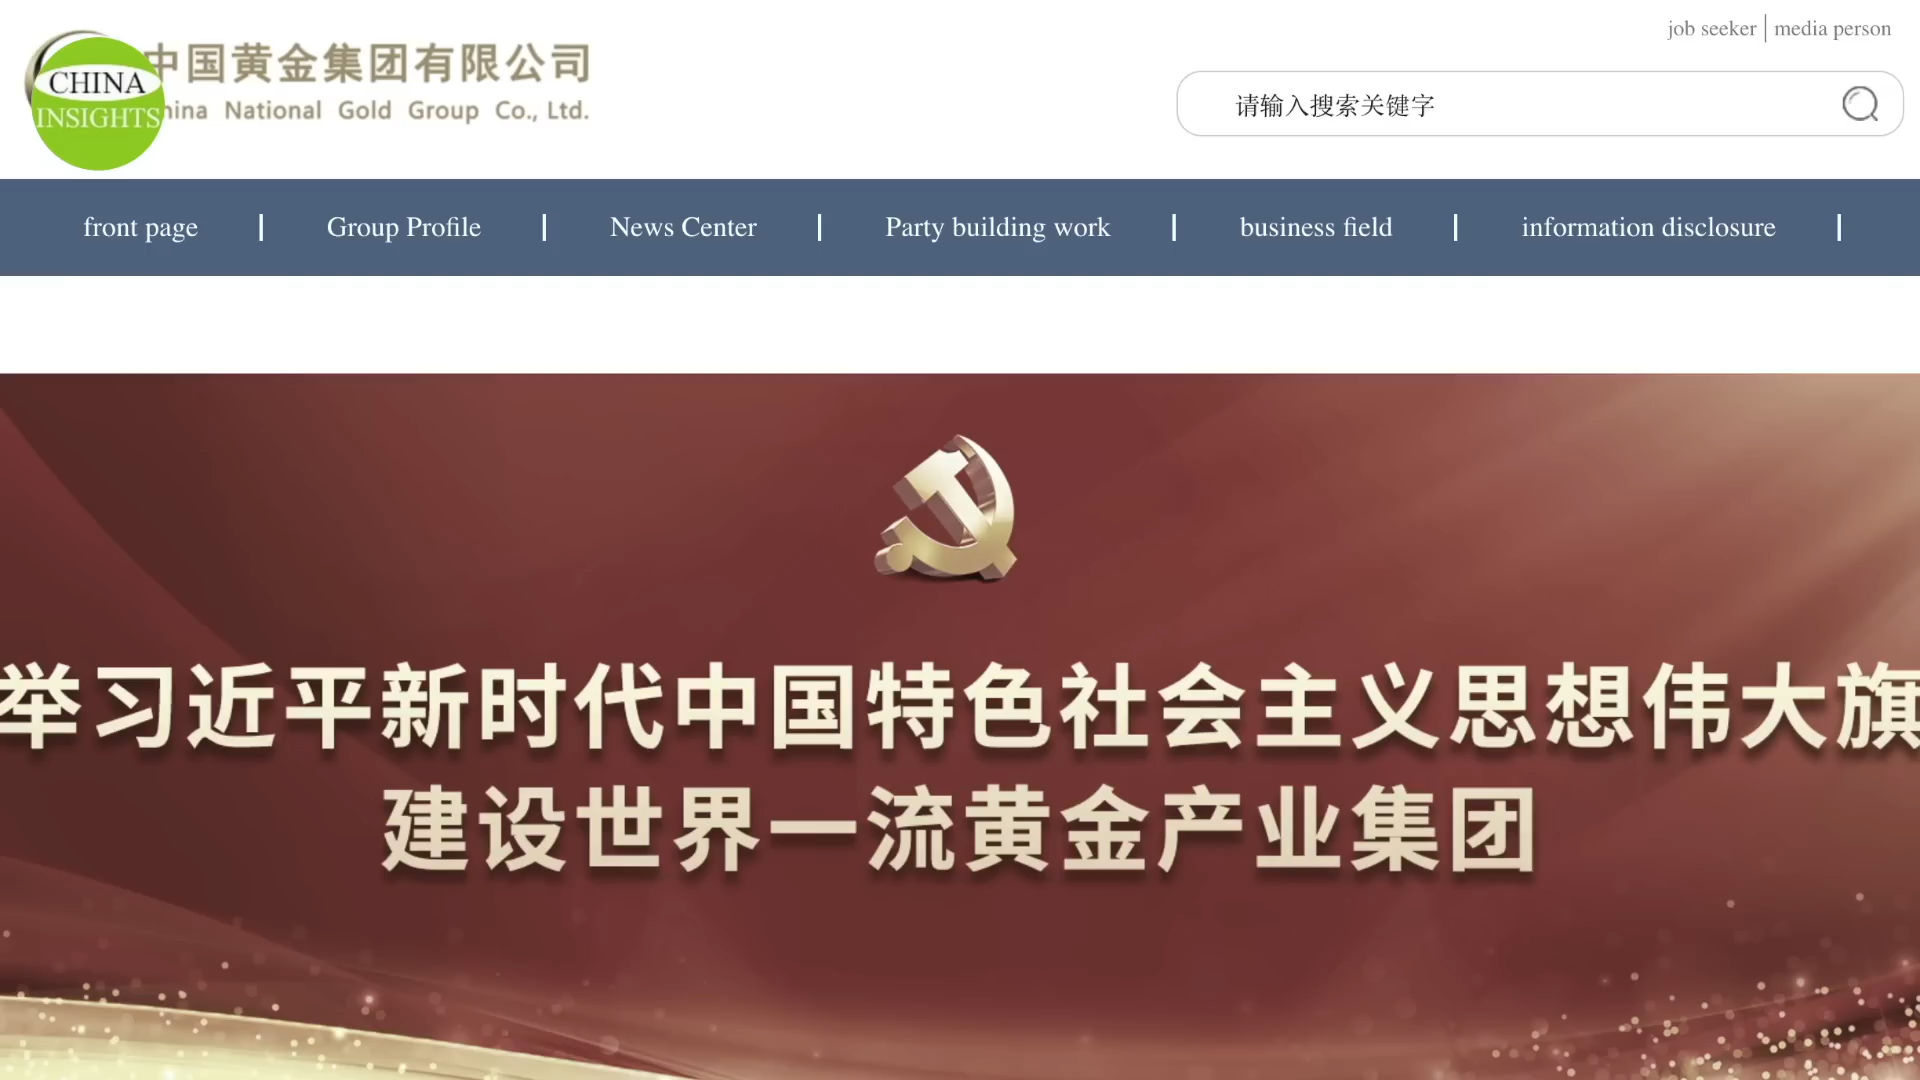 job seeker | media person
中国黄金集团有限公司
CHINA
INSIGHTS
hina National Gold Group Co., Ltd.
请输入搜索关键字
front page | Group Profile | News Center | Party building work | business field | information disclosure |
举习近平新时代中国特色社会主义思想伟大旗
建设世界一流黄金产业集团